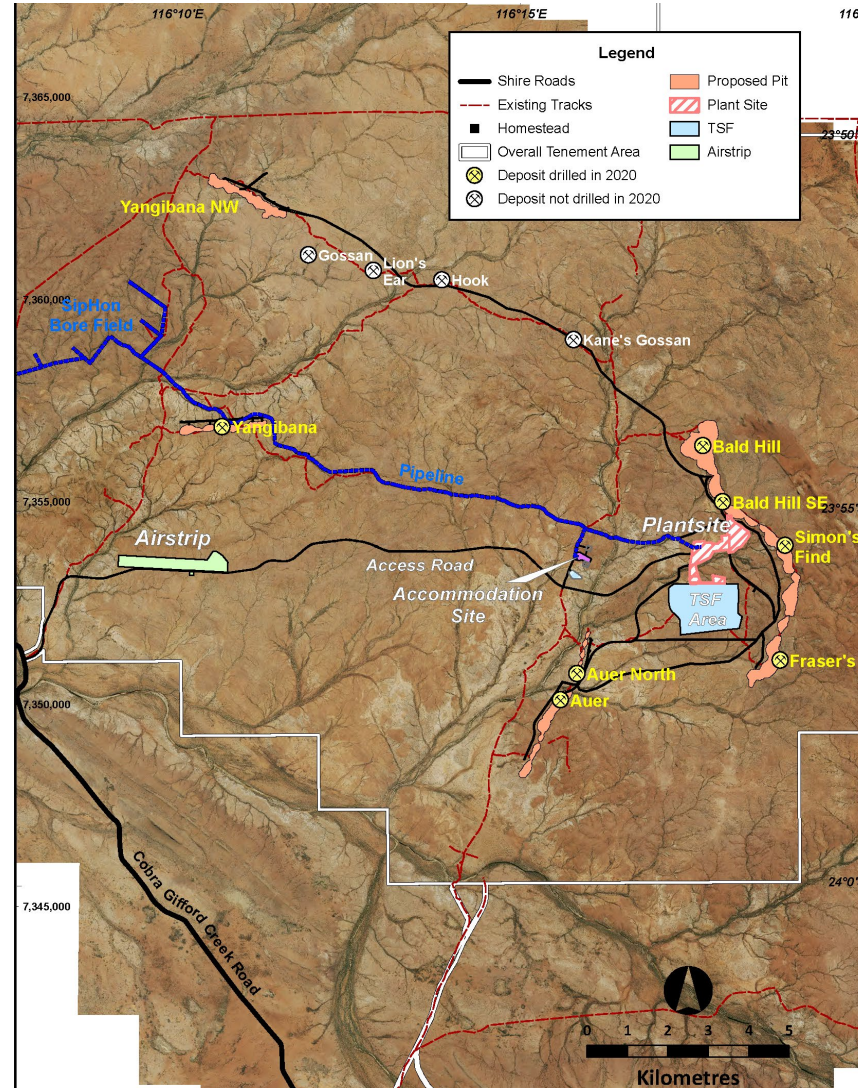 116°10'E
116°15'E
116
Legend
Shire Roads
Existing Tracks
Homestead
Overall Tenement Area
Deposit drilled in 2020
Deposit not drilled in 2020
Proposed Pit
Plant Site
TSF
Airstrip
7,365,000
23°50'
Yangibana NW
Gossan
Lion's
Ear
Hook
7,360,000
SipHon
Bore Field
Kane's Gossan
Yangibana
Bald Hill
Pipeline
7,355,000
Bald Hill SE
23°55'
Plantsite
Airstrip
Simon's
Find
Access Road
Accommodation
Site
TSF
Area
Fraser's
Auer North
Auer
7,350,000
Cobra Gifford Creek Road
24°0'
7,345,000
0 1 2 3 4 5
Kilometres